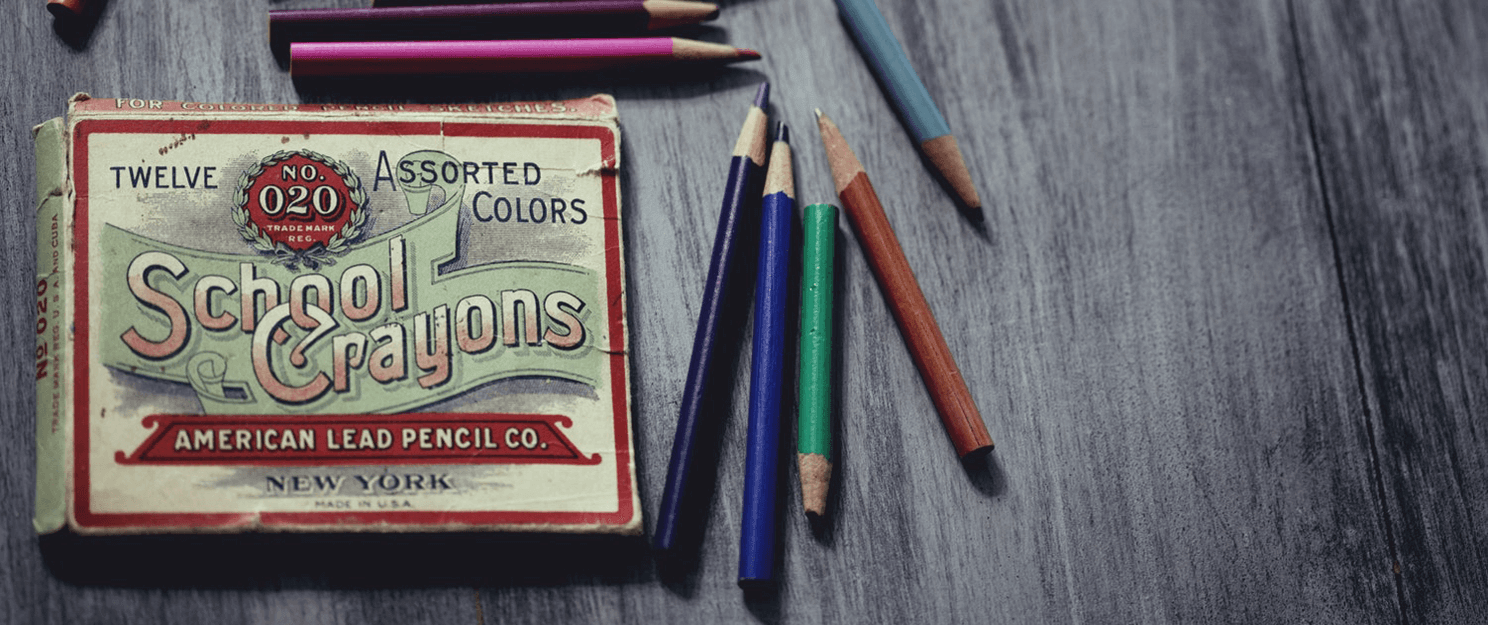 FOR COLORED PENCIL SKETCHES.
TWELVE
NO.
020
TRADE MARK
REG.
ASSORTED
COLORS
School
Crayons
AMERICAN LEAD PENCIL CO.
NEW YORK
MADE IN U.S.A.
No 020
TRADE MARK REG. U.S.A. AND CUBA